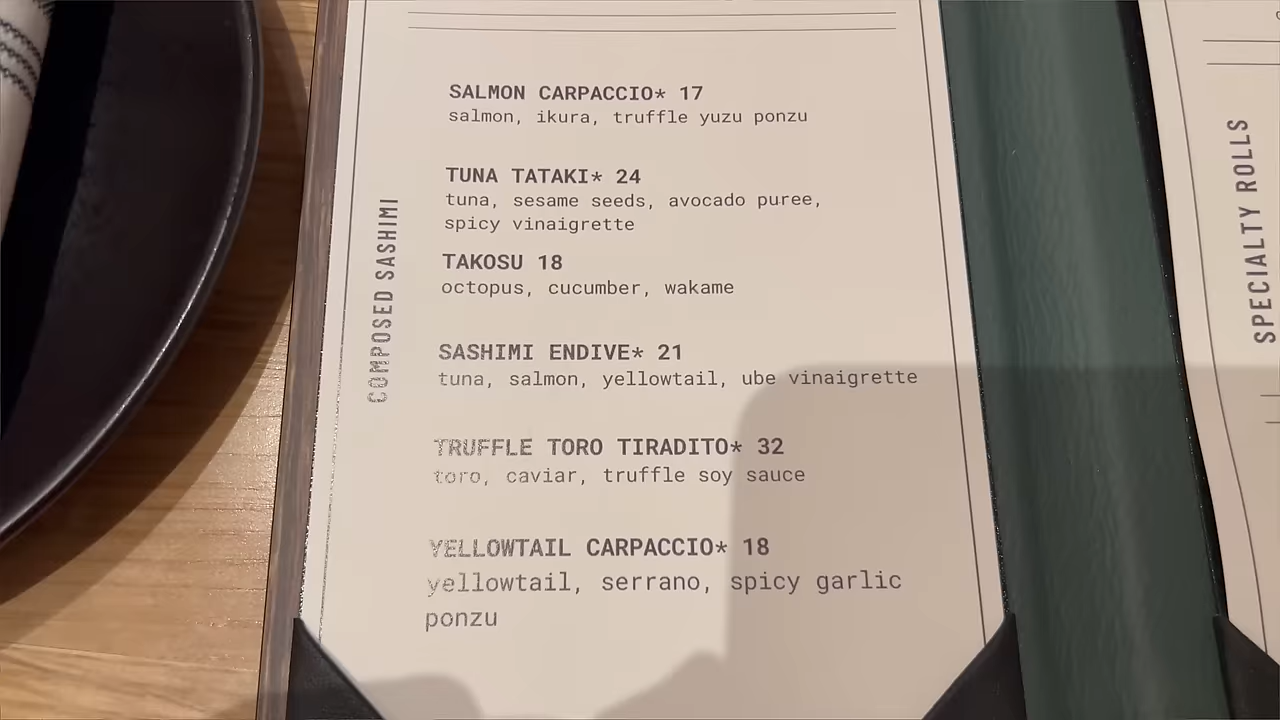 COMPOSED SASHIMI
SALMON CARPACCIO* 17
salmon, ikura, truffle yuzu ponzu
TUNA TATAKI* 24
tuna, sesame seeds, avocado puree,
spicy vinaigrette
TAKOSU 18
octopus, cucumber, wakame
SASHIMI ENDIVE* 21
tuna, salmon, yellowtail, ube vinaigrette
TRUFFLE TORO TIRADITO* 32
toro, caviar, truffle soy sauce
YELLOWTAIL CARPACCIO* 18
yellowtail, serrano, spicy garlic
ponzu
SPECIALTY ROLLS